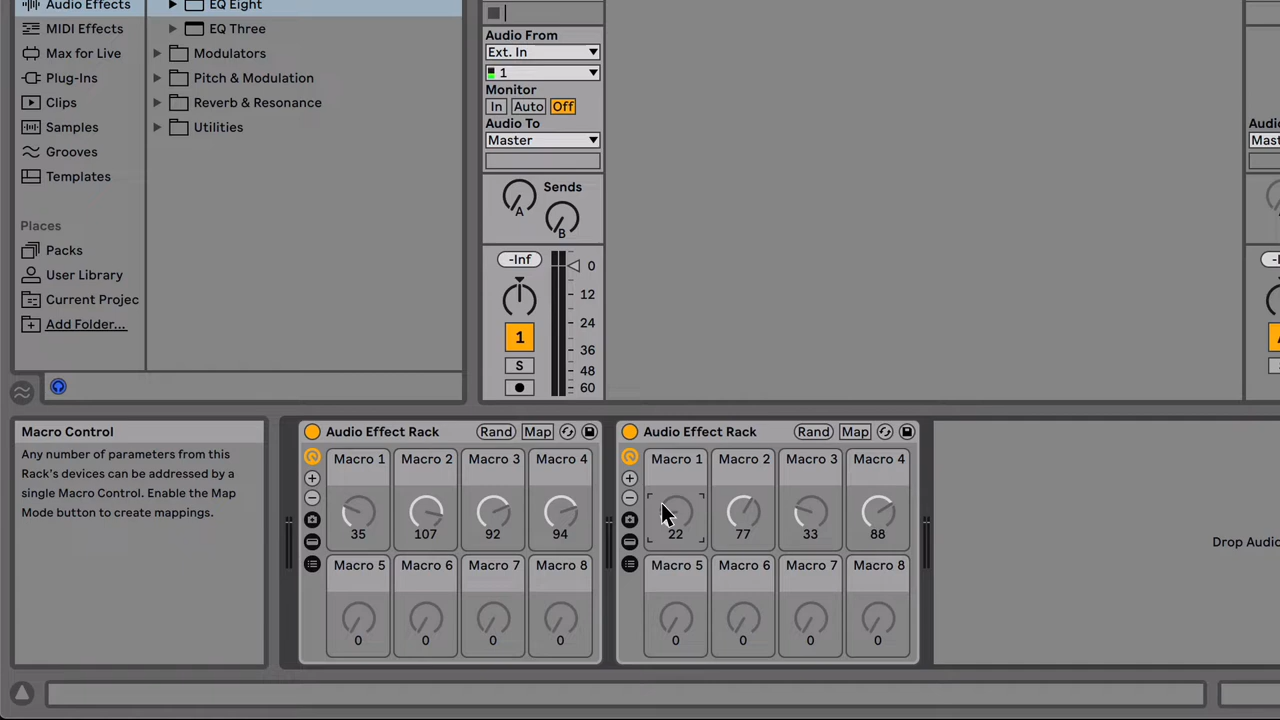 Audio Effects
MIDI Effects
Max for Live
Plug-Ins
Clips
Samples
Grooves
Templates
Places
Packs
User Library
Current Projec
Add Folder...
EQ Eight
EQ Three
Modulators
Pitch & Modulation
Reverb & Resonance
Utilities
Audio From
Ext. In
1
Monitor
In Auto Off
Audio To
Master
Sends
A
B
-Inf
0
12
24
36
48
60
1
S
Audio
Mast
Macro Control
Any number of parameters from this
Rack's devices can be addressed by a
single Macro Control. Enable the Map
Mode button to create mappings.
Audio Effect Rack Rand Map
Macro 1 Macro 2 Macro 3 Macro 4
35 107 92 94
Macro 5 Macro 6 Macro 7 Macro 8
0 0 0 0
Audio Effect Rack Rand Map
Macro 1 Macro 2 Macro 3 Macro 4
22 77 33 88
Macro 5 Macro 6 Macro 7 Macro 8
0 0 0 0
Drop Audio